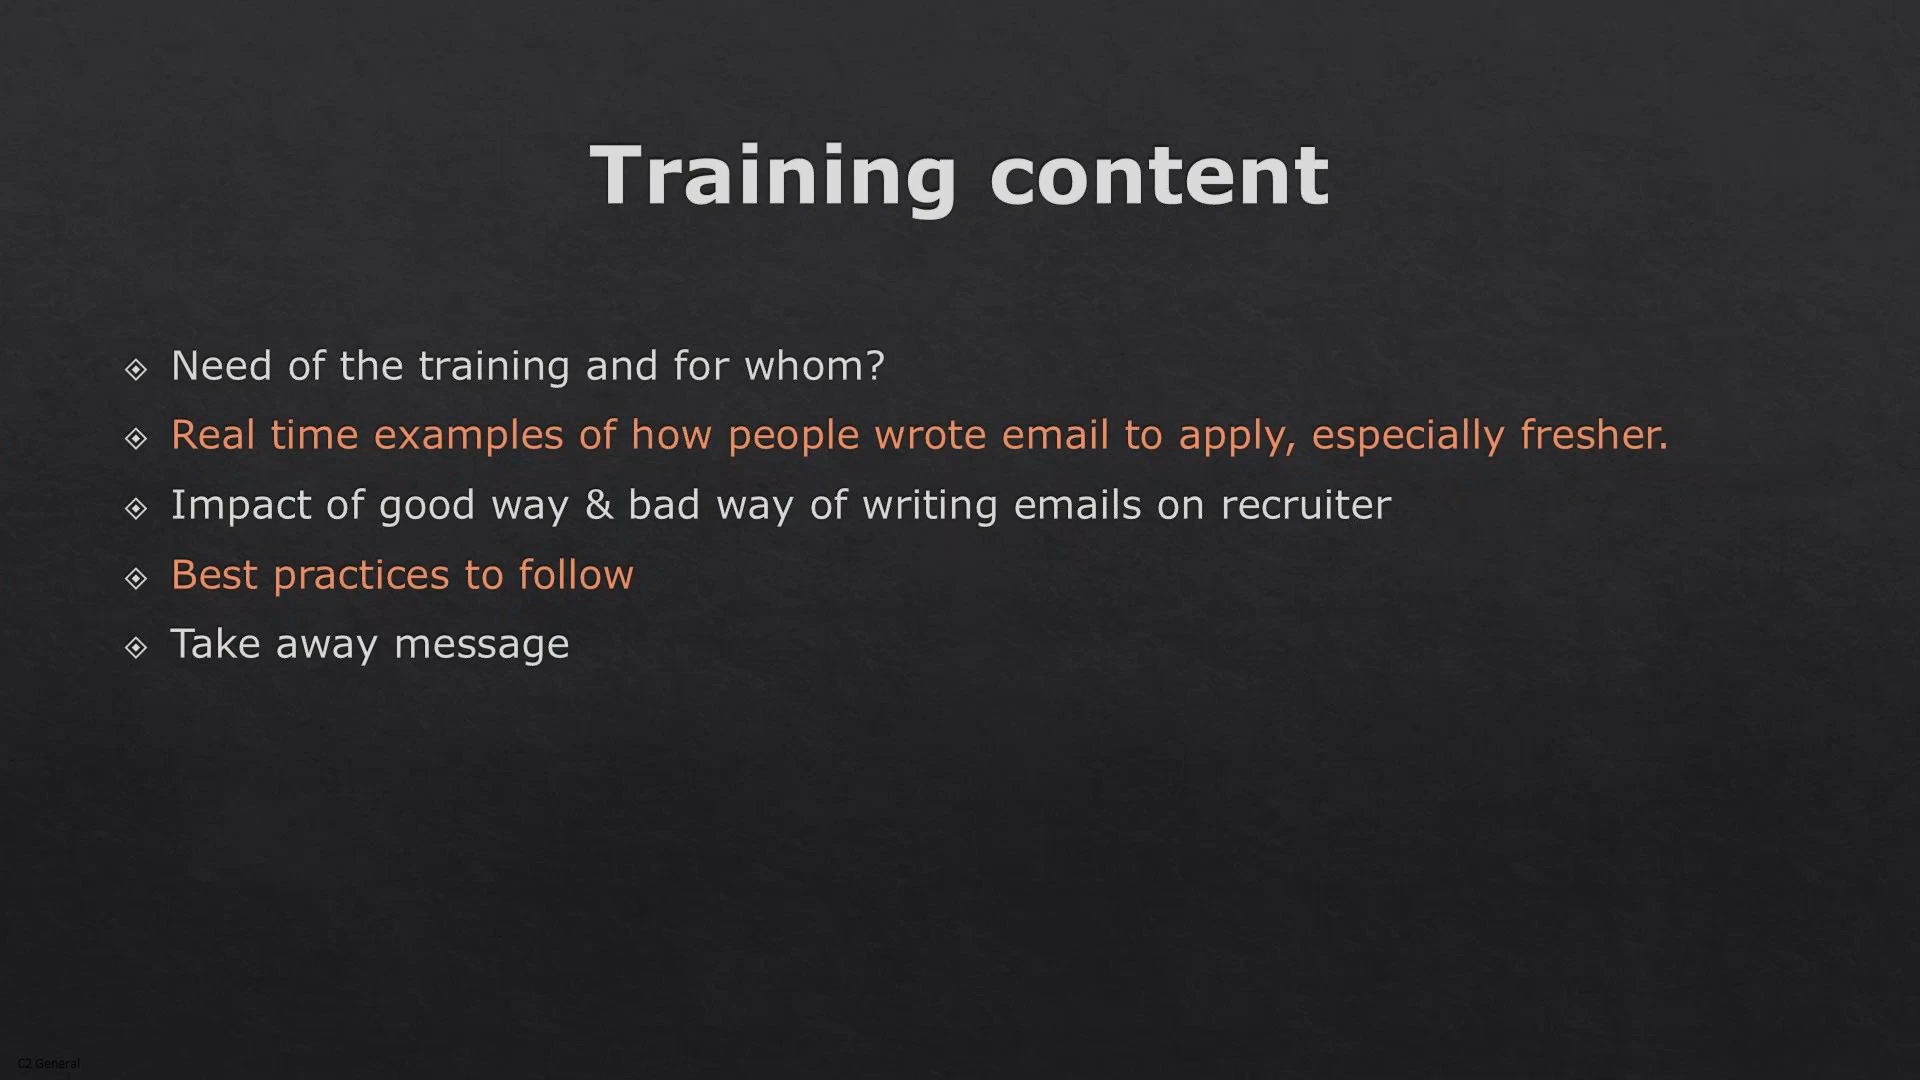 Training content
Need of the training and for whom?
Real time examples of how people wrote email to apply, especially fresher.
Impact of good way & bad way of writing emails on recruiter
Best practices to follow
Take away message
C2 General